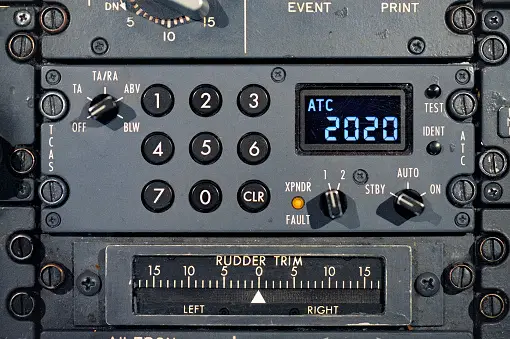 DN
5
10
15
EVENT
PRINT
TCAS
TA
TA/RA
ABV
OFF
BLW
1 2 3
4 5 6
7 0 CLR
ATC
2020
TEST
IDENT
ATC
XPNDR
FAULT
1 2
STBY
AUTO
ON
RUDDER TRIM
15 10 5 0 5 10 15
LEFT
RIGHT